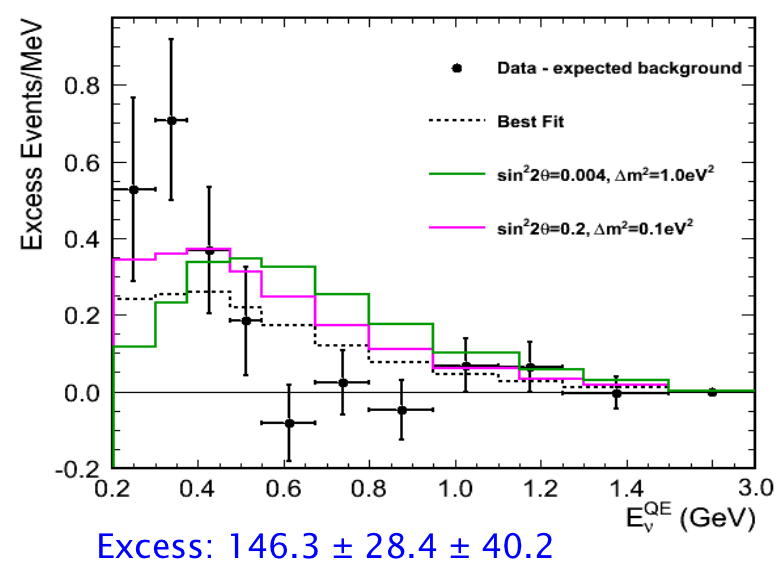 Excess Events/MeV
0.8
0.6
0.4
0.2
0.0
-0.2
Data - expected background
Best Fit
sin²2θ=0.004, Δm²=1.0eV²
sin²2θ=0.2, Δm²=0.1eV²
0.2 0.4 0.6 0.8 1.0 1.2 1.4 3.0
E_ν^QE (GeV)
Excess: 146.3 ± 28.4 ± 40.2